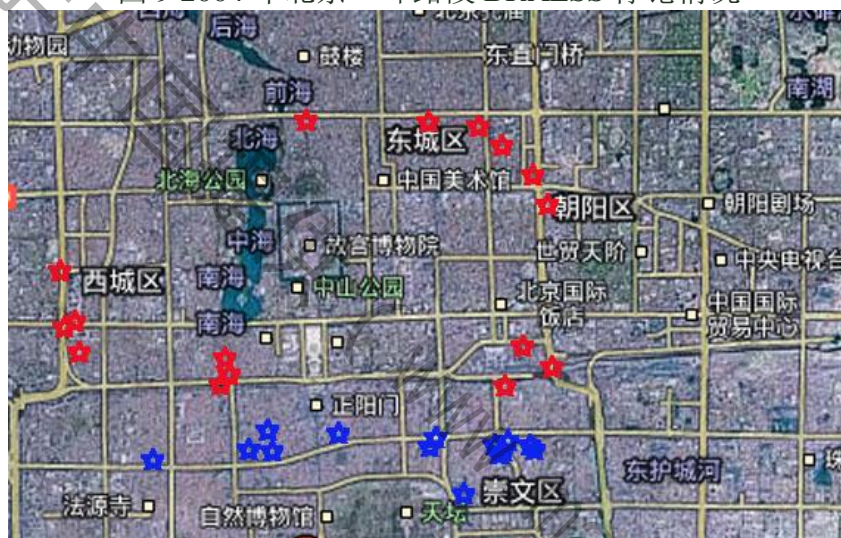 后海
动物园
鼓楼
东直门桥
前海
南湖
东城区
北海
北海公园
中国美术馆
朝阳区
朝阳剧场
中海
故宫博物院
世贸天阶
中央电视台
西城区
南海
中山公园
北京国际
饭店
中国国际
贸易中心
南海
正阳门
东护城河
珠
崇文区
法源寺
自然博物馆
天坛